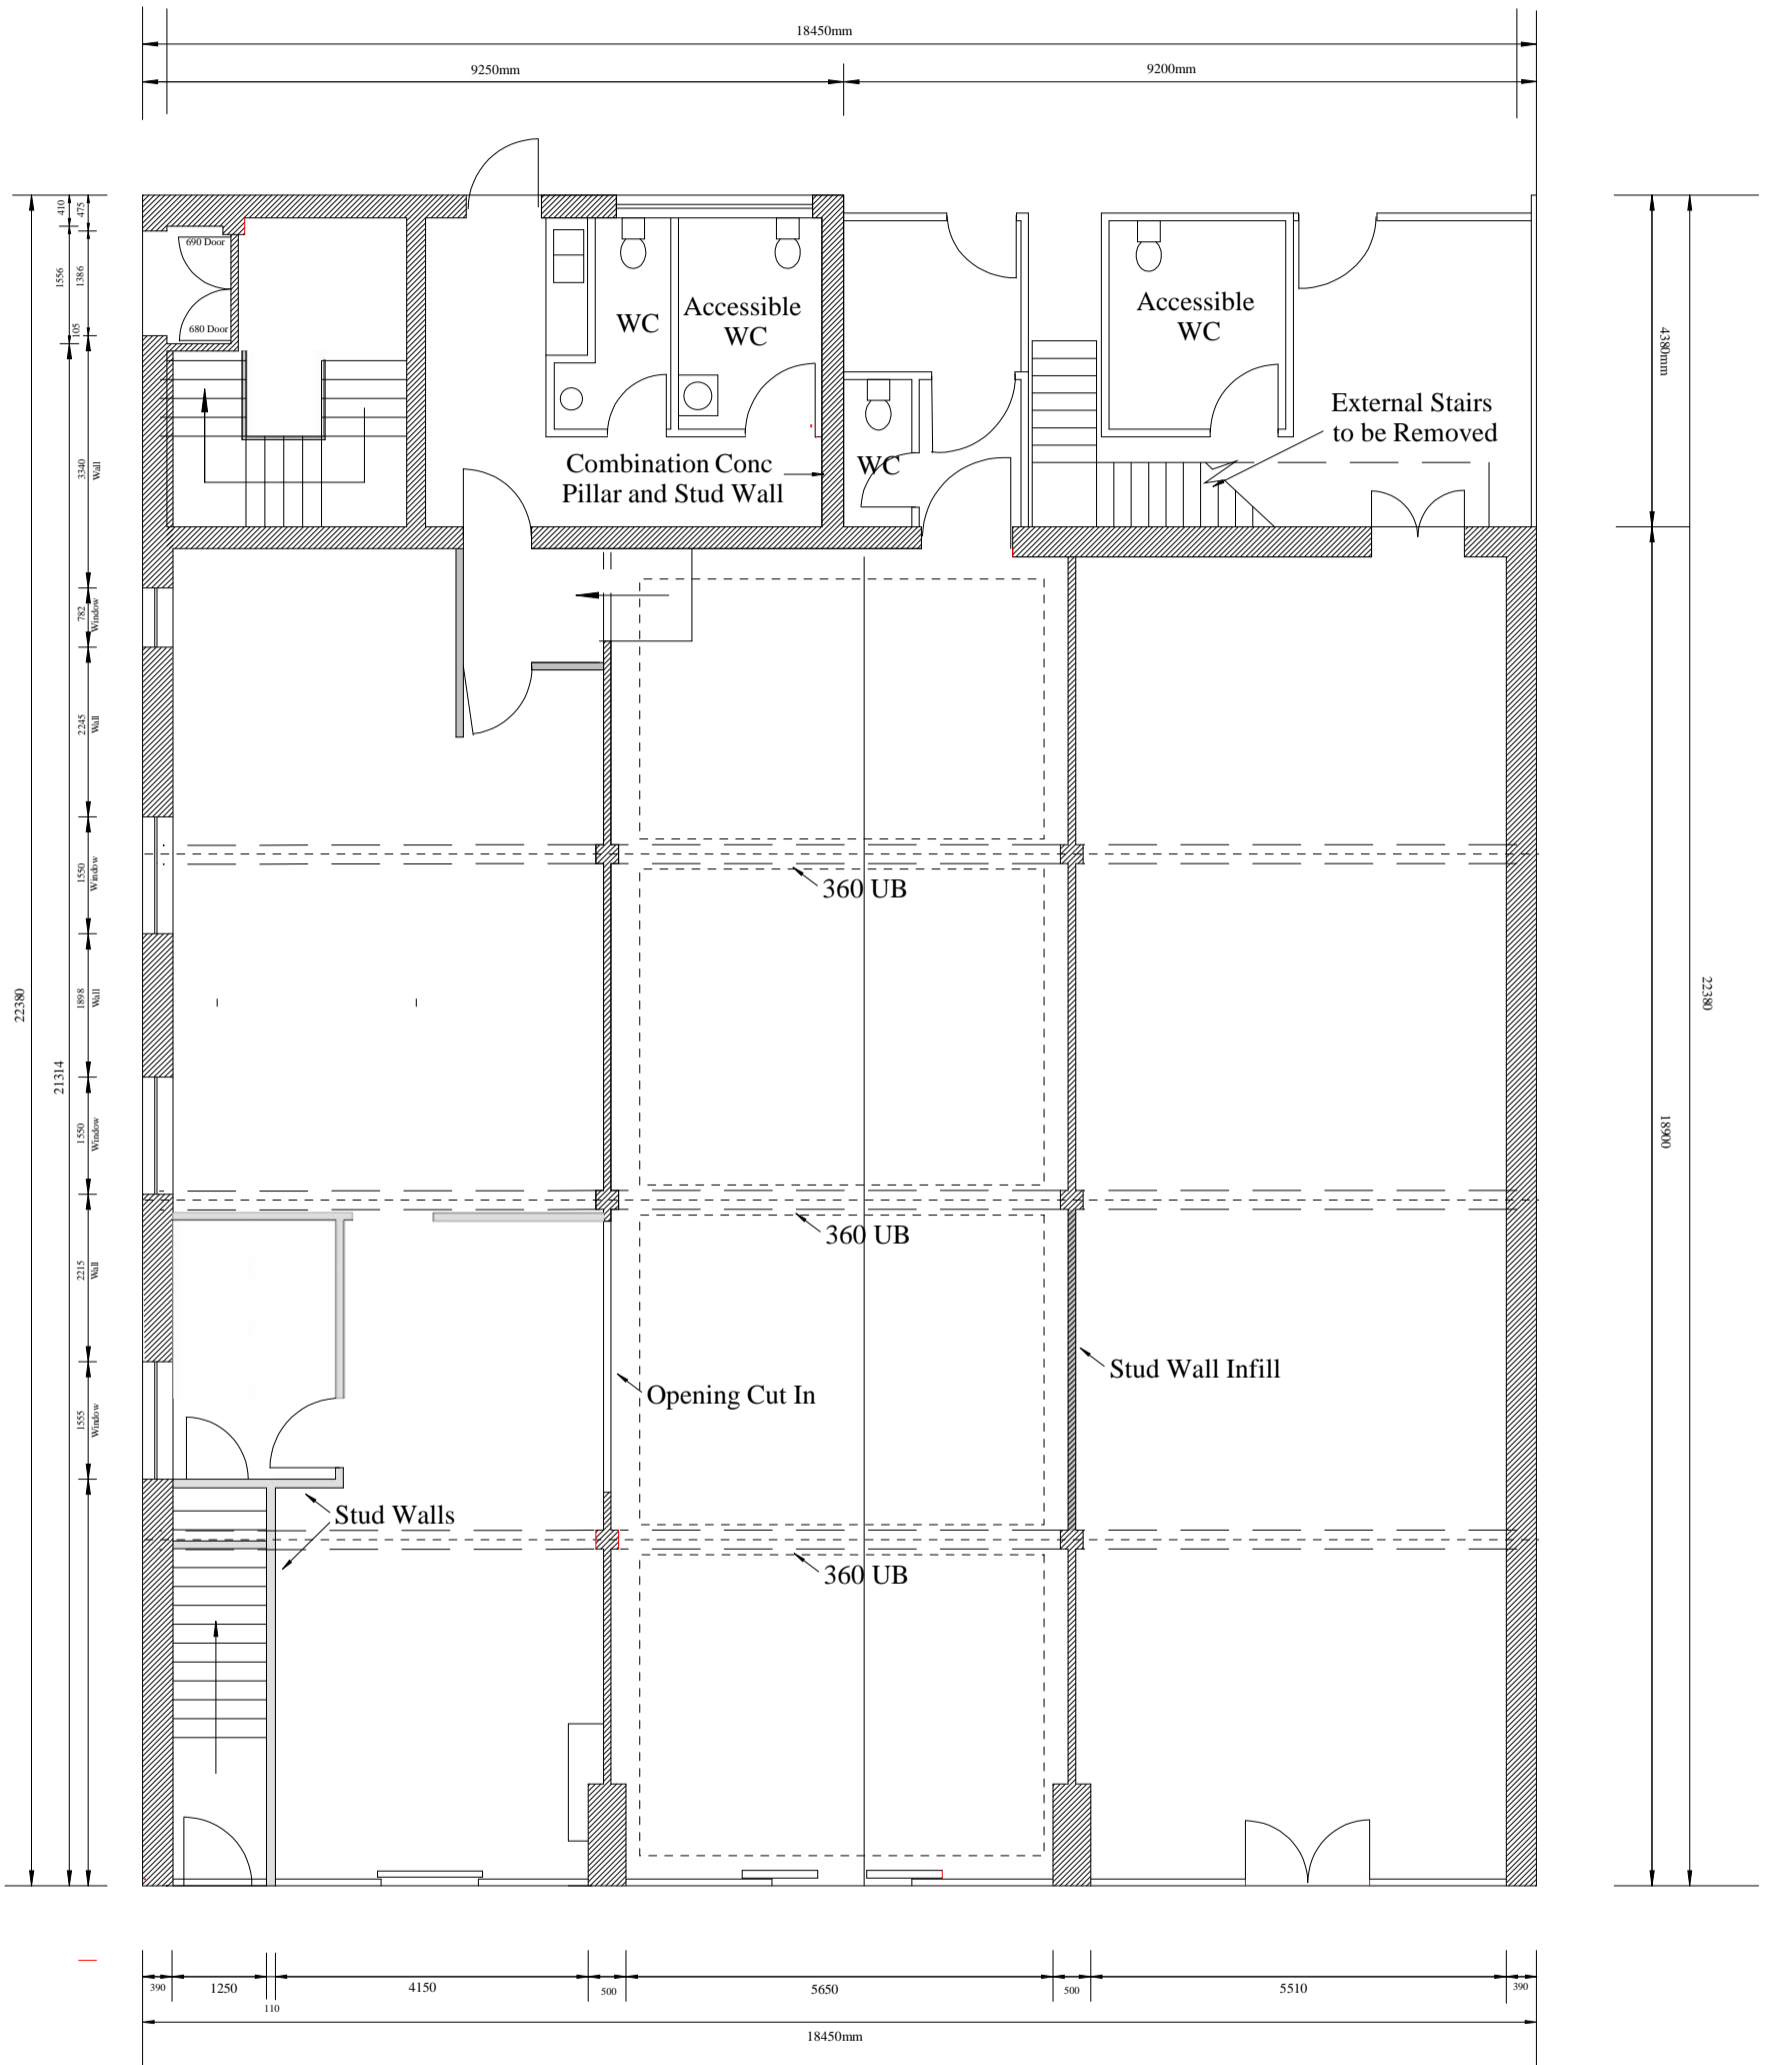 18450mm
9250mm
9200mm
410
475
1556
1386
105
3340
Wall
782
Window
2245
Wall
1550
Window
1898
Wall
1550
Window
2215
Wall
1555
Window
22380
21314
690 Door
680 Door
WC
Accessible
WC
Combination Conc
Pillar and Stud Wall
WC
Accessible
WC
External Stairs
to be Removed
4380mm
22380
18900
360 UB
360 UB
Opening Cut In
Stud Wall Infill
Stud Walls
360 UB
390
1250
110
4150
500
5650
500
5510
390
18450mm